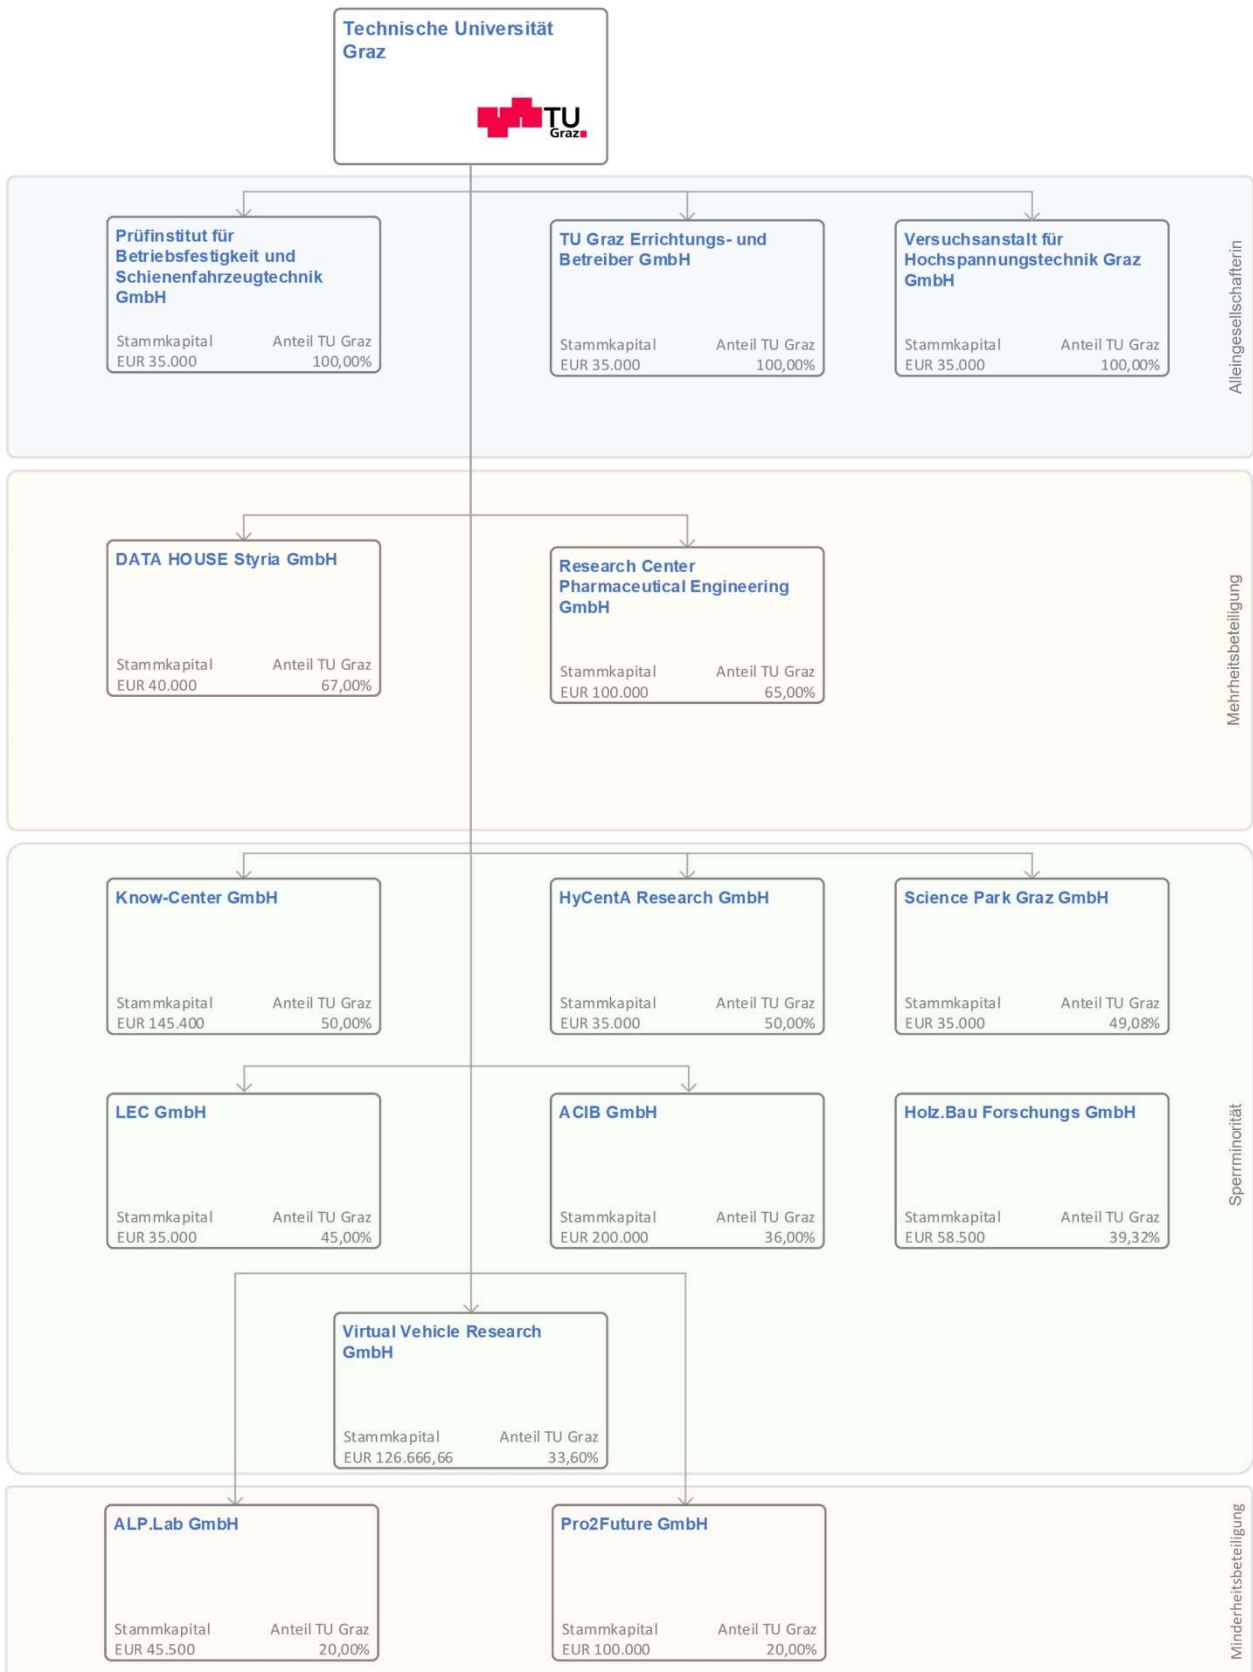 Technische Universität
Graz
TU
Graz
Prüfinstitut für
Betriebsfestigkeit und
Schienenfahrzeugtechnik
GmbH
Stammkapital Anteil TU Graz
EUR 35.000 100,00%
TU Graz Errichtungs- und
Betreiber GmbH
Stammkapital Anteil TU Graz
EUR 35.000 100,00%
Versuchsanstalt für
Hochspannungstechnik Graz
GmbH
Stammkapital Anteil TU Graz
EUR 35.000 100,00%
Alleingesellschafterin
DATA HOUSE Styria GmbH
Stammkapital Anteil TU Graz
EUR 40.000 67,00%
Research Center
Pharmaceutical Engineering
GmbH
Stammkapital Anteil TU Graz
EUR 100.000 65,00%
Mehrheitsbeteiligung
Know-Center GmbH
Stammkapital Anteil TU Graz
EUR 145.400 50,00%
HyCentA Research GmbH
Stammkapital Anteil TU Graz
EUR 35.000 50,00%
Science Park Graz GmbH
Stammkapital Anteil TU Graz
EUR 35.000 49,08%
LEC GmbH
Stammkapital Anteil TU Graz
EUR 35.000 45,00%
ACIB GmbH
Stammkapital Anteil TU Graz
EUR 200.000 36,00%
Holz.Bau Forschungs GmbH
Stammkapital Anteil TU Graz
EUR 58.500 39,32%
Sperrminorität
Virtual Vehicle Research
GmbH
Stammkapital Anteil TU Graz
EUR 126.666,66 33,60%
ALP.Lab GmbH
Stammkapital Anteil TU Graz
EUR 45.500 20,00%
Pro2Future GmbH
Stammkapital Anteil TU Graz
EUR 100.000 20,00%
Minderheitsbeteiligung